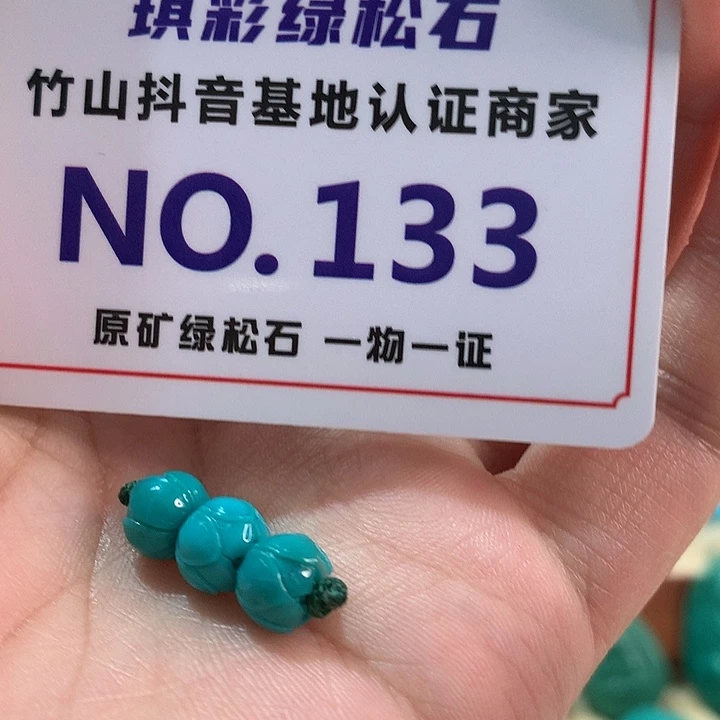 琪彩绿松石
竹山抖音基地认证商家
NO.133
原矿绿松石 一物一证